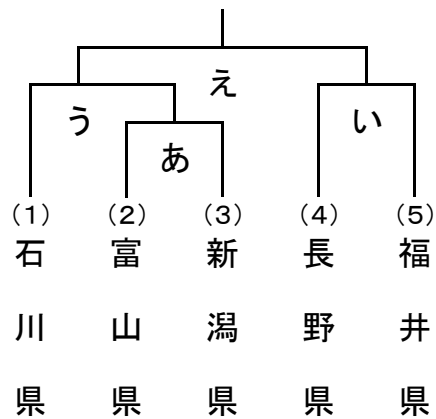 え
う
い
あ
(1) (2) (3) (4) (5)
石川県
富山県
新潟県
長野県
福井県